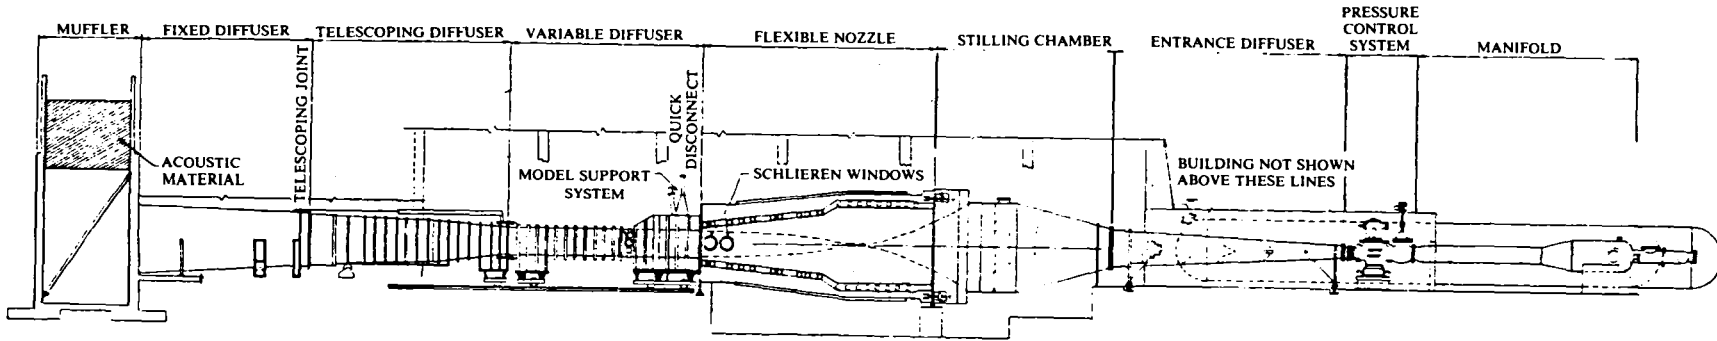 PRESSURE
CONTROL
SYSTEM
MUFFLER
FIXED DIFFUSER
TELESCOPING DIFFUSER
VARIABLE DIFFUSER
FLEXIBLE NOZZLE
STILLING CHAMBER
ENTRANCE DIFFUSER
MANIFOLD
TELESCOPING JOINT
QUICK
DISCONNECT
ACOUSTIC
MATERIAL
MODEL SUPPORT
SYSTEM
SCHLIEREN WINDOWS
BUILDING NOT SHOWN
ABOVE THESE LINES